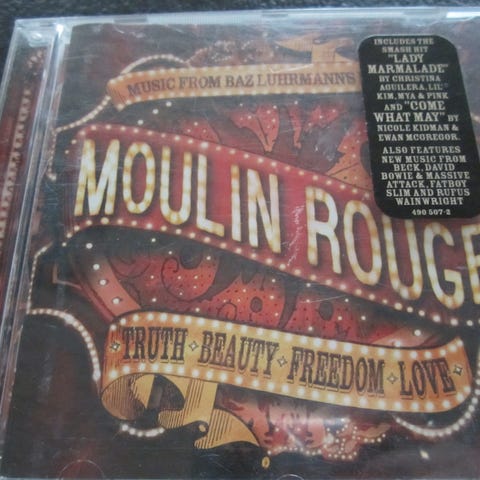 MUSIC FROM BAZ LUHRMANN'S
MOULIN ROUGE
TRUTH · BEAUTY · FREEDOM · LOVE
INCLUDES THE
SMASH HIT
"LADY
MARMALADE"
BY CHRISTINA
AGUILERA, LIL'
KIM, MYA & PINK
AND "COME
WHAT MAY" BY
NICOLE KIDMAN &
EWAN MCGREGOR.
ALSO FEATURES
NEW MUSIC FROM
BECK, DAVID
BOWIE & MASSIVE
ATTACK, FATBOY
SLIM AND RUFUS
WAINWRIGHT
490 507-2